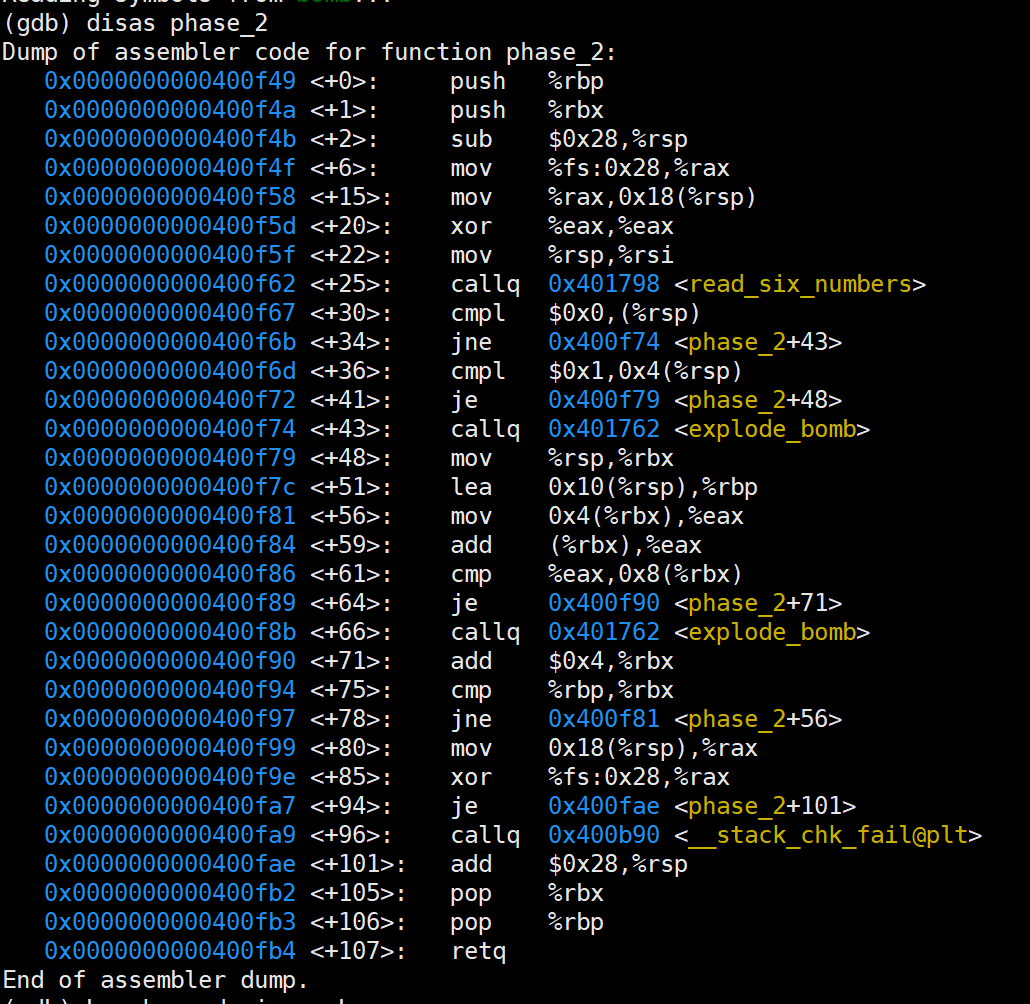 (gdb) disas phase_2
Dump of assembler code for function phase_2:
0x0000000000400f49 <+0>: push %rbp
0x0000000000400f4a <+1>: push %rbx
0x0000000000400f4b <+2>: sub $0x28,%rsp
0x0000000000400f4f <+6>: mov %fs:0x28,%rax
0x0000000000400f58 <+15>: mov %rax,0x18(%rsp)
0x0000000000400f5d <+20>: xor %eax,%eax
0x0000000000400f5f <+22>: mov %rsp,%rsi
0x0000000000400f62 <+25>: callq 0x401798 <read_six_numbers>
0x0000000000400f67 <+30>: cmpl $0x0,(%rsp)
0x0000000000400f6b <+34>: jne 0x400f74 <phase_2+43>
0x0000000000400f6d <+36>: cmpl $0x1,0x4(%rsp)
0x0000000000400f72 <+41>: je 0x400f79 <phase_2+48>
0x0000000000400f74 <+43>: callq 0x401762 <explode_bomb>
0x0000000000400f79 <+48>: mov %rsp,%rbx
0x0000000000400f7c <+51>: lea 0x10(%rsp),%rbp
0x0000000000400f81 <+56>: mov 0x4(%rbx),%eax
0x0000000000400f84 <+59>: add (%rbx),%eax
0x0000000000400f86 <+61>: cmp %eax,0x8(%rbx)
0x0000000000400f89 <+64>: je 0x400f90 <phase_2+71>
0x0000000000400f8b <+66>: callq 0x401762 <explode_bomb>
0x0000000000400f90 <+71>: add $0x4,%rbx
0x0000000000400f94 <+75>: cmp %rbp,%rbx
0x0000000000400f97 <+78>: jne 0x400f81 <phase_2+56>
0x0000000000400f99 <+80>: mov 0x18(%rsp),%rax
0x0000000000400f9e <+85>: xor %fs:0x28,%rax
0x0000000000400fa7 <+94>: je 0x400fae <phase_2+101>
0x0000000000400fa9 <+96>: callq 0x400b90 <__stack_chk_fail@plt>
0x0000000000400fae <+101>: add $0x28,%rsp
0x0000000000400fb2 <+105>: pop %rbx
0x0000000000400fb3 <+106>: pop %rbp
0x0000000000400fb4 <+107>: retq
End of assembler dump.